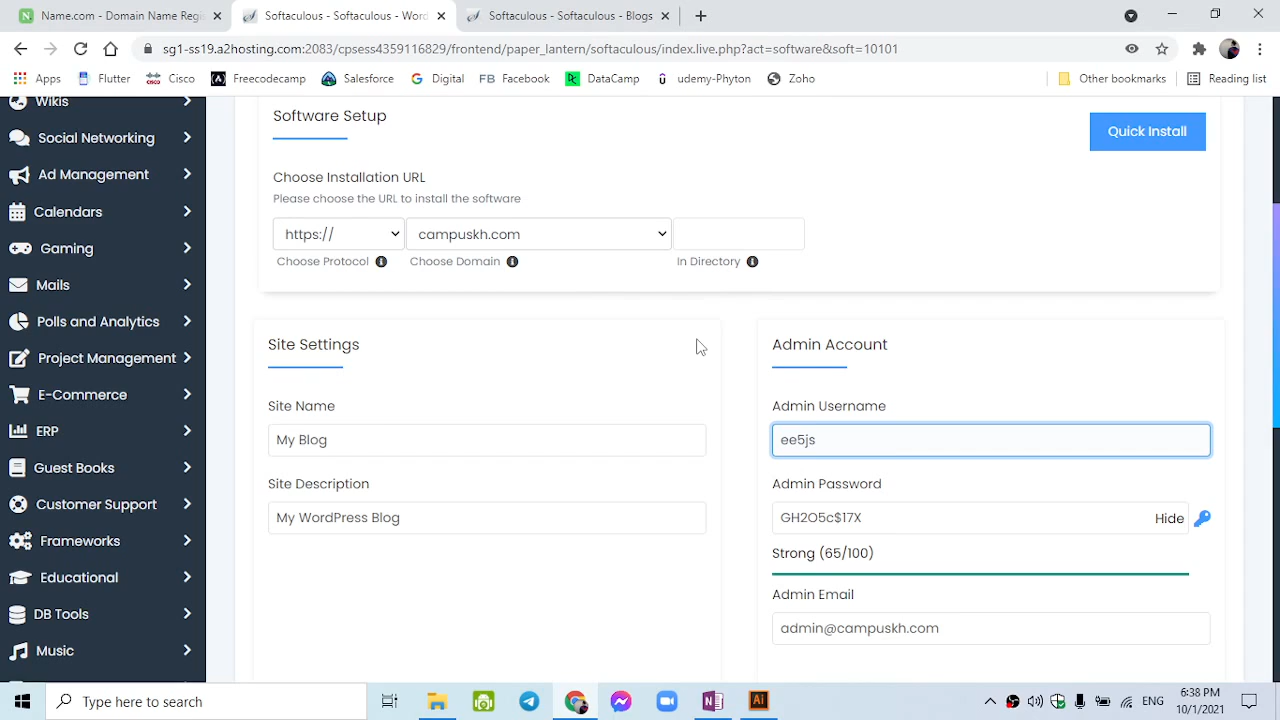 Name.com - Domain Name Regi
Softaculous - Softaculous - Wor
Softaculous - Softaculous - Blogs
sg1-ss19.a2hosting.com:2083/cpsess4359116829/frontend/paper_lantern/softaculous/index.live.php?act=software&soft=10101
Apps
Flutter
Cisco
Freecodecamp
Salesforce
Digital
FB Facebook
DataCamp
udemy-Phyton
Zoho
Other bookmarks
Reading list
Wikis
Social Networking
Ad Management
Calendars
Gaming
Mails
Polls and Analytics
Project Management
E-Commerce
ERP
Guest Books
Customer Support
Frameworks
Educational
DB Tools
Music
Software Setup
Quick Install
Choose Installation URL
Please choose the URL to install the software
https://
campuskh.com
Choose Protocol
Choose Domain
In Directory
Site Settings
Site Name
My Blog
Site Description
My WordPress Blog
Admin Account
Admin Username
ee5js
Admin Password
GH2O5c$17X
Hide
Strong (65/100)
Admin Email
admin@campuskh.com
Type here to search
Ai
ENG
6:38 PM
10/1/2021